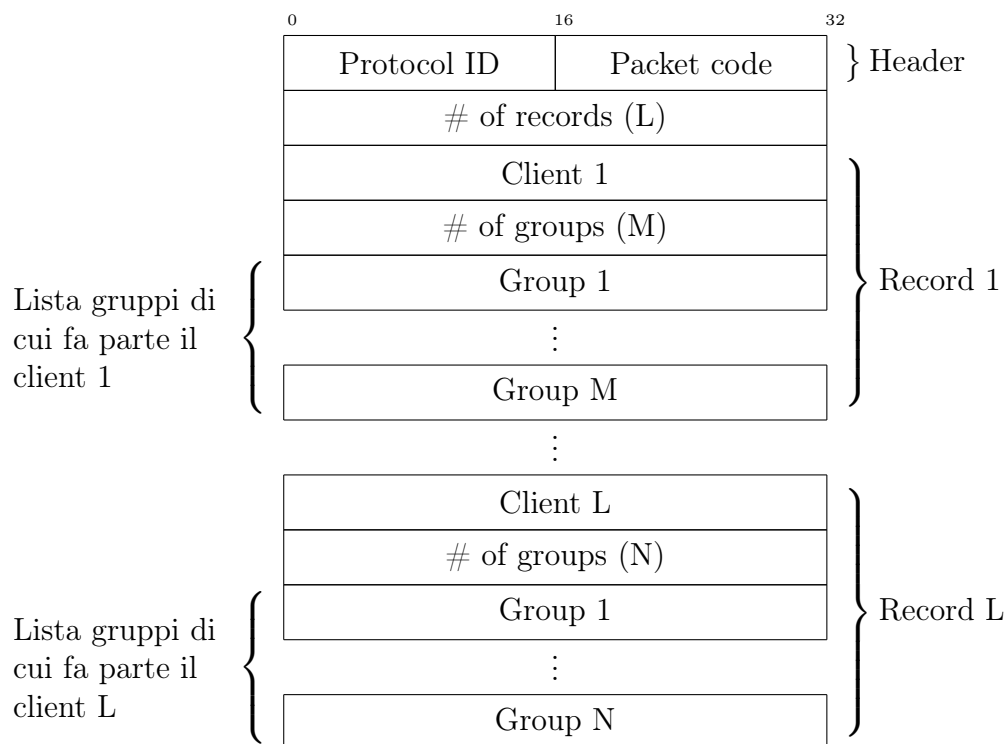 0 16 32
Protocol ID Packet code Header
# of records (L)
Client 1
# of groups (M)
Group 1
Record 1
Lista gruppi di
cui fa parte il
client 1
⋮
Group M
⋮
Client L
# of groups (N)
Group 1
Record L
Lista gruppi di
cui fa parte il
client L
⋮
Group N